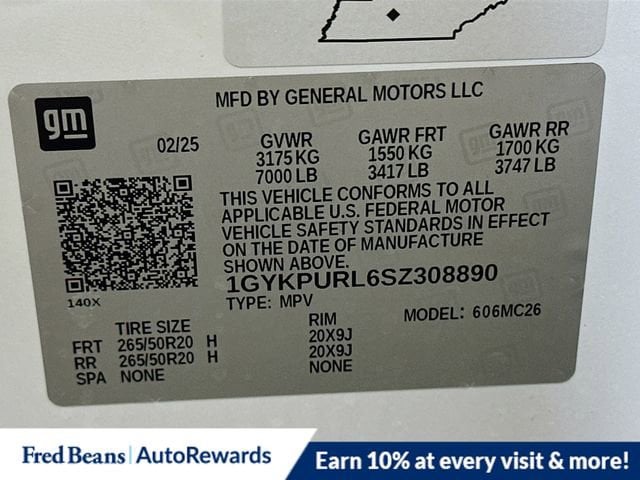 gm
MFD BY GENERAL MOTORS LLC
02/25
GVWR
3175 KG
7000 LB
GAWR FRT
1550 KG
3417 LB
GAWR RR
1700 KG
3747 LB
THIS VEHICLE CONFORMS TO ALL
APPLICABLE U.S. FEDERAL MOTOR
VEHICLE SAFETY STANDARDS IN EFFECT
ON THE DATE OF MANUFACTURE
SHOWN ABOVE.
140X
1GYKPURL6SZ308890
TYPE: MPV
MODEL: 606MC26
TIRE SIZE
RIM
FRT 265/50R20 H 20X9J
RR 265/50R20 H 20X9J
SPA NONE NONE
Fred Beans | AutoRewards
Earn 10% at every visit & more!